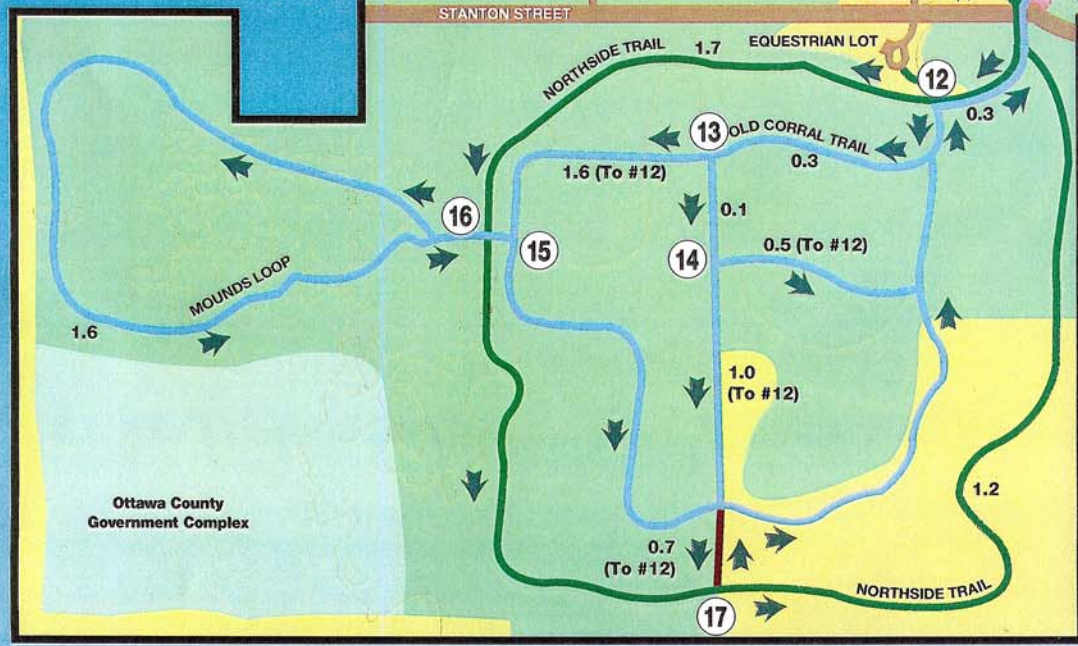 STANTON STREET
NORTHSIDE TRAIL
1.7
EQUESTRIAN LOT
12
0.3
13
OLD CORRAL TRAIL
0.3
1.6 (To #12)
0.1
16
15
14
0.5 (To #12)
MOUNDS LOOP
1.6
1.0
(To #12)
1.2
Ottawa County
Government Complex
0.7
(To #12)
NORTHSIDE TRAIL
17